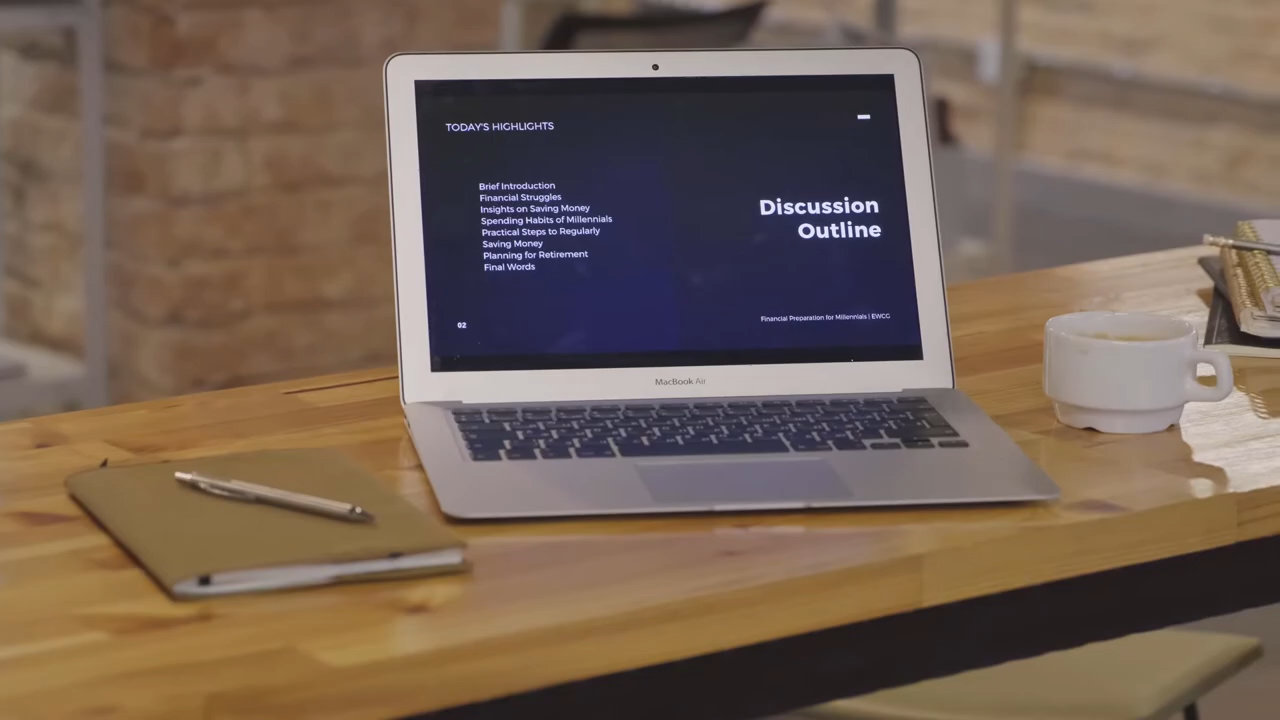 TODAY'S HIGHLIGHTS
Brief Introduction
Financial Struggles
Insights on Saving Money
Spending Habits of Millennials
Practical Steps to Regularly
Saving Money
Planning for Retirement
Final Words
Discussion
Outline
02
Financial Preparation for Millennials | EWCG
MacBook Air